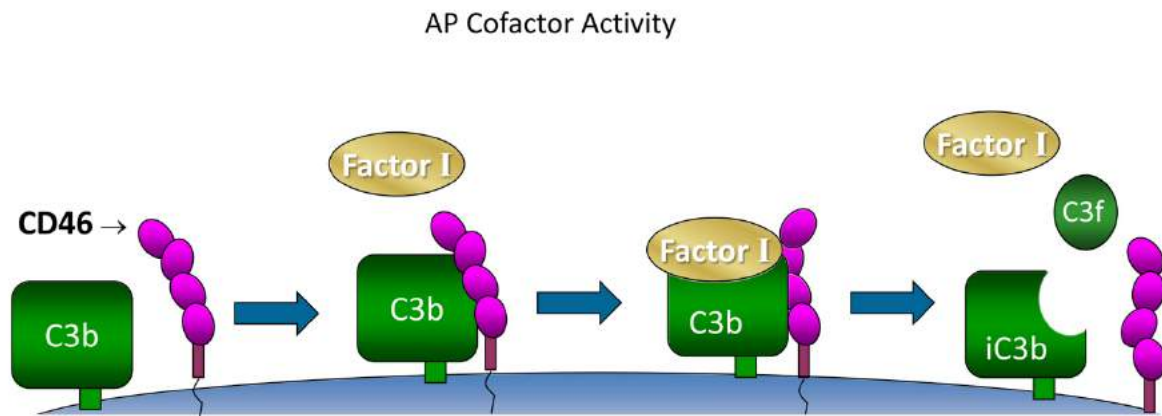 AP Cofactor Activity
Factor I
Factor I
C3f
CD46 →
Factor I
C3b
C3b
C3b
iC3b